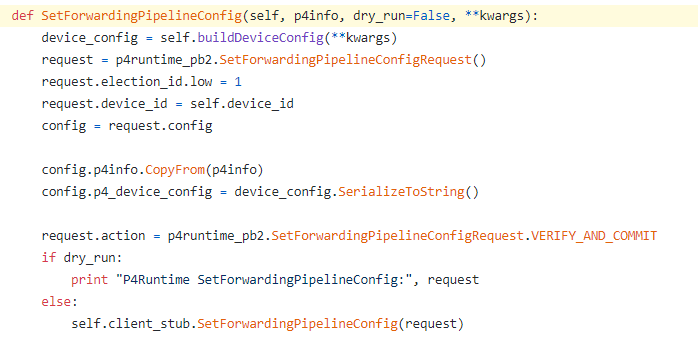 def SetForwardingPipelineConfig(self, p4info, dry_run=False, **kwargs):
    device_config = self.buildDeviceConfig(**kwargs)
    request = p4runtime_pb2.SetForwardingPipelineConfigRequest()
    request.election_id.low = 1
    request.device_id = self.device_id
    config = request.config

    config.p4info.CopyFrom(p4info)
    config.p4_device_config = device_config.SerializeToString()

    request.action = p4runtime_pb2.SetForwardingPipelineConfigRequest.VERIFY_AND_COMMIT
    if dry_run:
        print "P4Runtime SetForwardingPipelineConfig:", request
    else:
        self.client_stub.SetForwardingPipelineConfig(request)